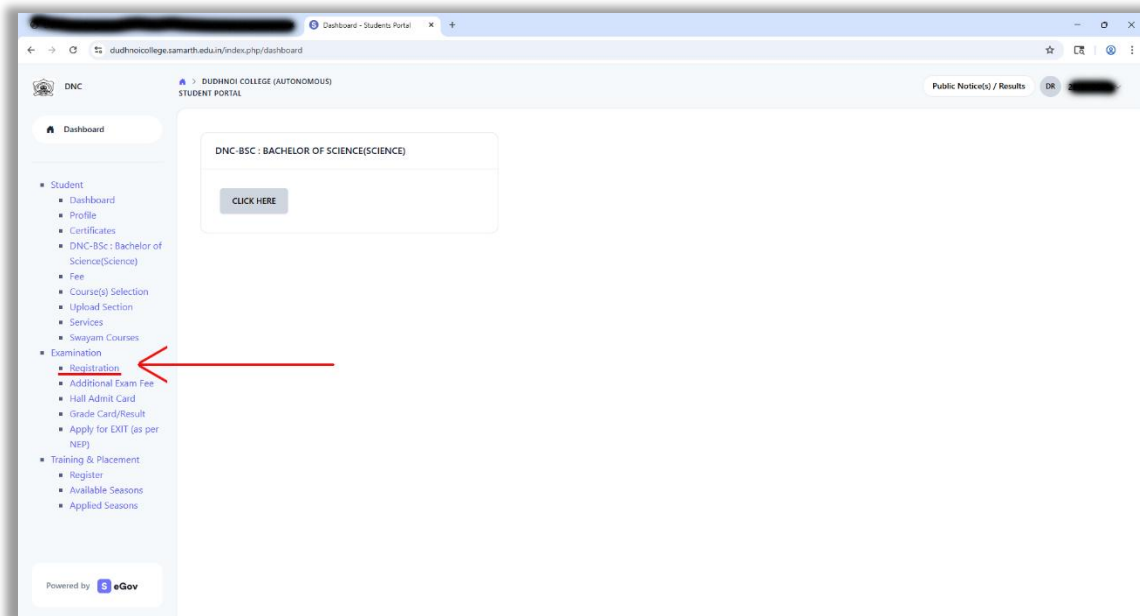 Dashboard - Students Portal
dudhnoicollege.samarth.edu.in/index.php/dashboard
DNC
> DUDHNOI COLLEGE (AUTONOMOUS)
STUDENT PORTAL
Public Notice(s) / Results
DR
Dashboard
DNC-BSC : BACHELOR OF SCIENCE(SCIENCE)
CLICK HERE
Student
Dashboard
Profile
Certificates
DNC-BSc : Bachelor of
Science(Science)
Fee
Course(s) Selection
Upload Section
Services
Swayam Courses
Examination
Registration
Additional Exam Fee
Hall Admit Card
Grade Card/Result
Apply for EXIT (as per
NEP)
Training & Placement
Register
Available Seasons
Applied Seasons
Powered by S eGov